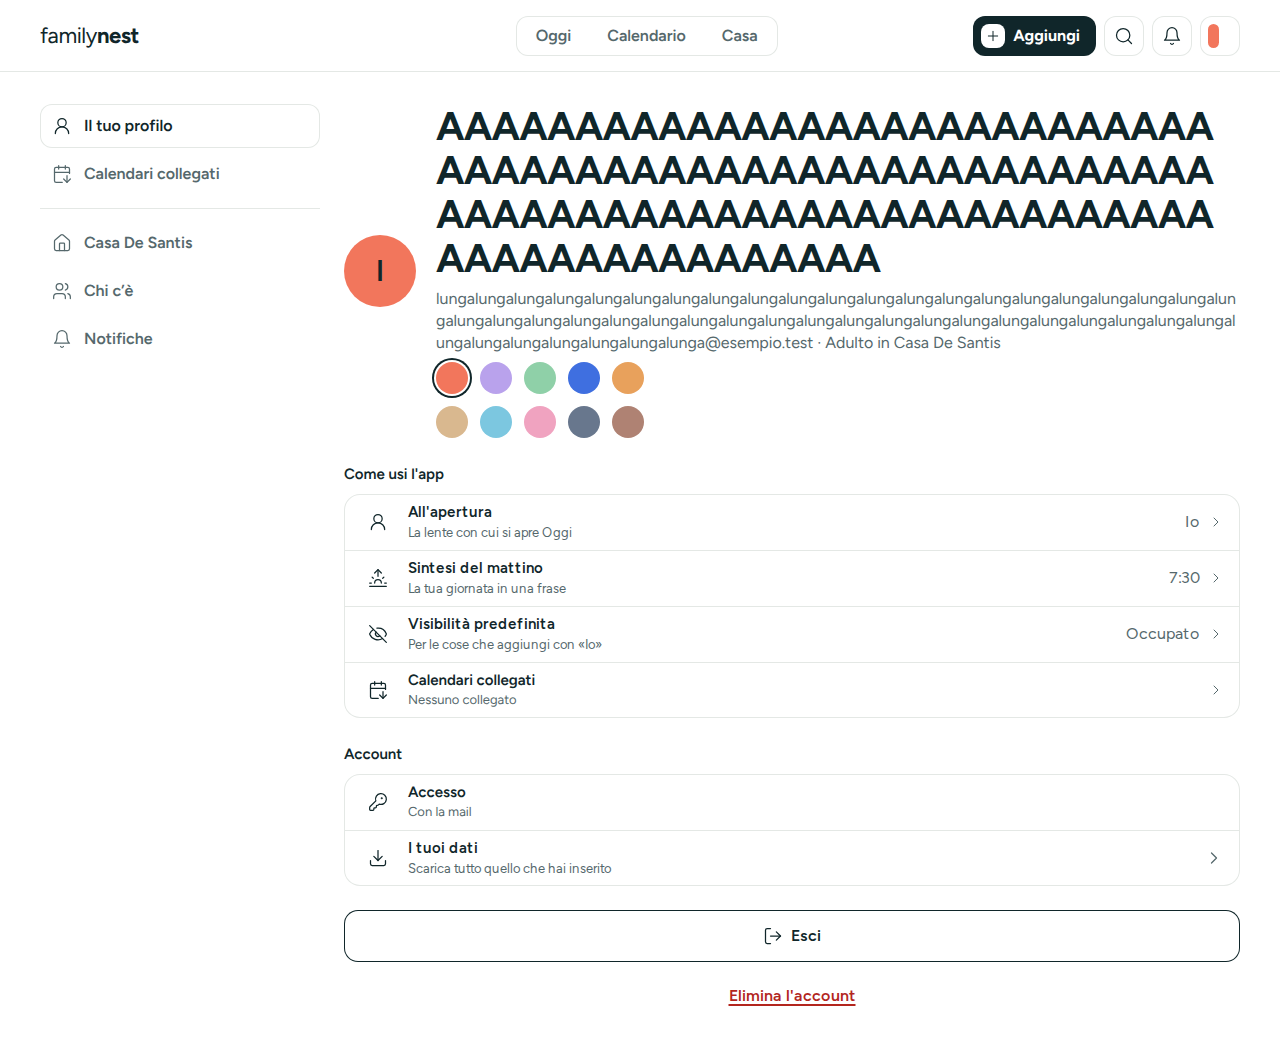 familynest
Oggi
Calendario
Casa
Aggiungi
Il tuo profilo
Calendari collegati
Casa De Santis
Chi c’è
Notifiche
I
AAAAAAAAAAAAAAAAAAAAAAAAAAAA
AAAAAAAAAAAAAAAAAAAAAAAAAAAA
AAAAAAAAAAAAAAAAAAAAAAAAAAAA
AAAAAAAAAAAAAAAA
lungalungalungalungalungalungalungalungalungalungalungalungalungalungalungalungalungalungalungalungalun
galungalungalungalungalungalungalungalungalungalungalungalungalungalungalungalungalungalungalungalungal
ungalungalungalungalungalungalunga@esempio.test · Adulto in Casa De Santis
Come usi l'app
All'apertura
La lente con cui si apre Oggi
Io
Sintesi del mattino
La tua giornata in una frase
7:30
Visibilità predefinita
Per le cose che aggiungi con «Io»
Occupato
Calendari collegati
Nessuno collegato
Account
Accesso
Con la mail
I tuoi dati
Scarica tutto quello che hai inserito
Esci
Elimina l'account